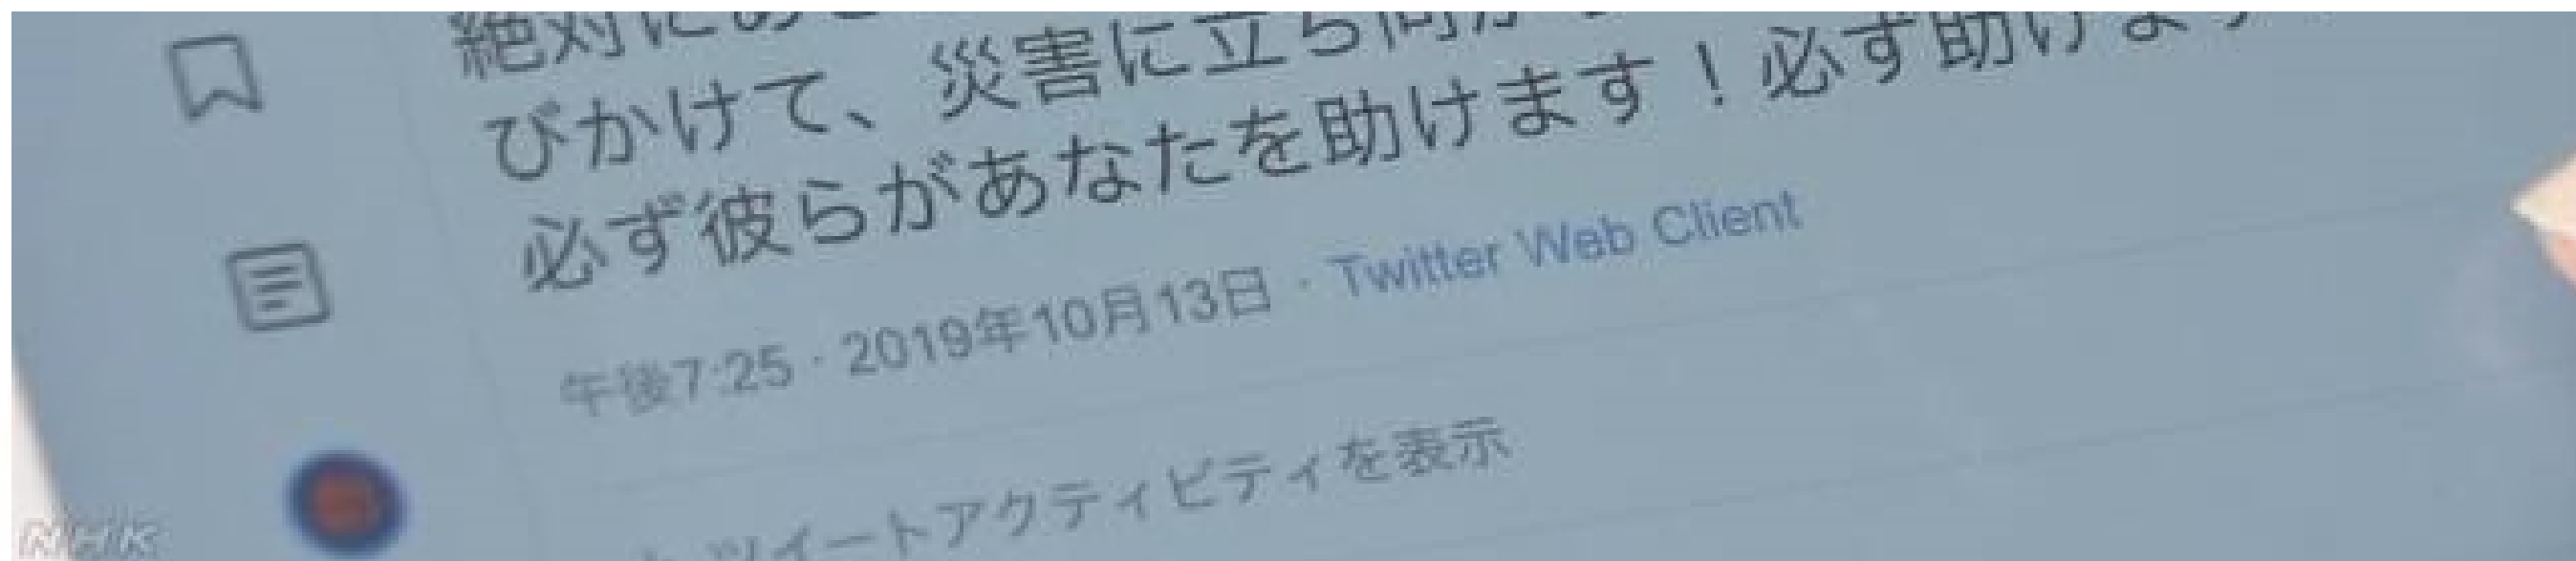 絶対にあ
びかけて、災害に立ち向か
必ず彼らがあなたを助けます！必ず助けます
午後7:25 · 2019年10月13日 · Twitter Web Client
ツイートアクティビティを表示
NHK